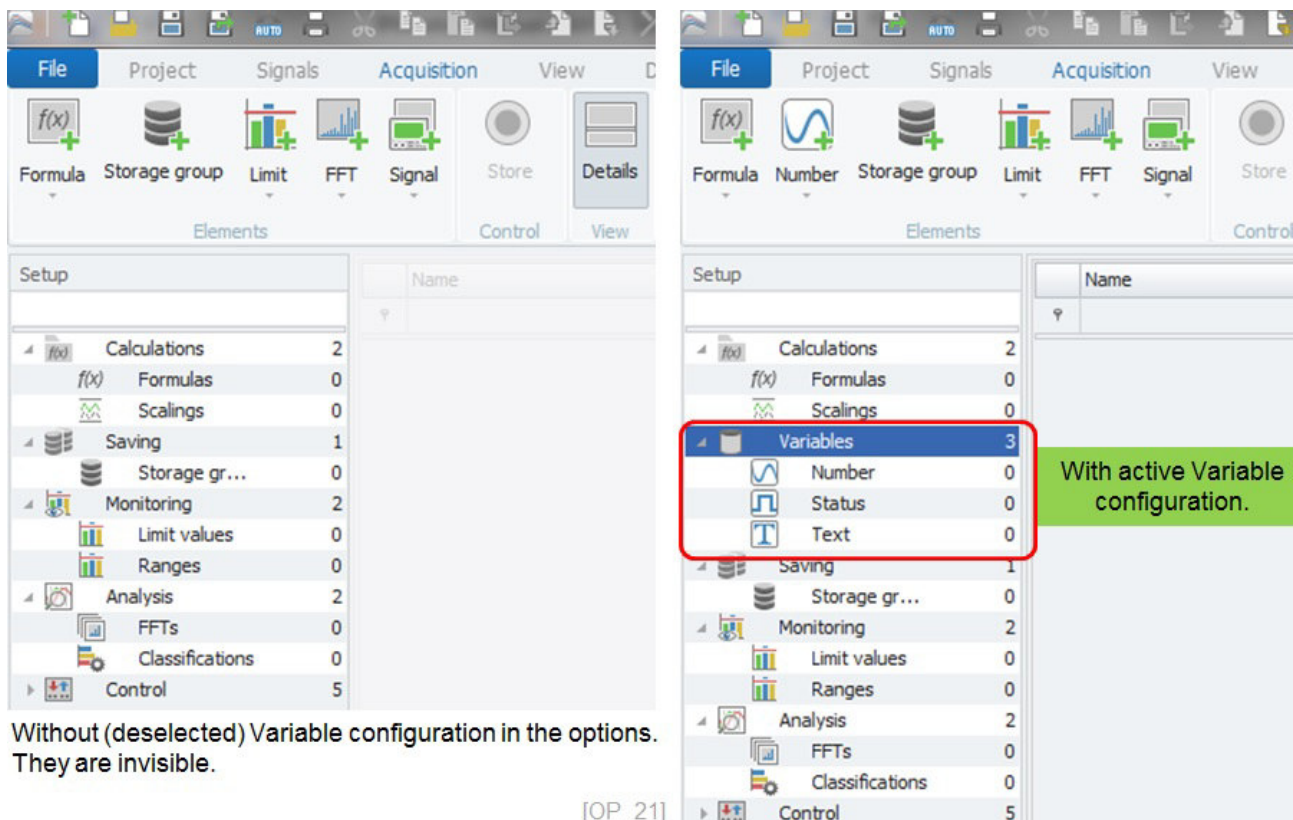 AUTO
File Project Signals Acquisition View D
f(x)
Formula Storage group Limit FFT Signal Store Details
Elements Control View
Setup
Name
f(x) Calculations 2
f(x) Formulas 0
Scalings 0
Saving 1
Storage gr... 0
Monitoring 2
Limit values 0
Ranges 0
Analysis 2
FFTs 0
Classifications 0
Control 5
Without (deselected) Variable configuration in the options.
They are invisible.
[OP_21]
AUTO
File Project Signals Acquisition View
f(x)
Formula Number Storage group Limit FFT Signal Store
Elements Control
Setup
Name
f(x) Calculations 2
f(x) Formulas 0
Scalings 0
Variables 3
Number 0
Status 0
T Text 0
Saving 1
Storage gr... 0
Monitoring 2
Limit values 0
Ranges 0
Analysis 2
FFTs 0
Classifications 0
Control 5
With active Variable
configuration.